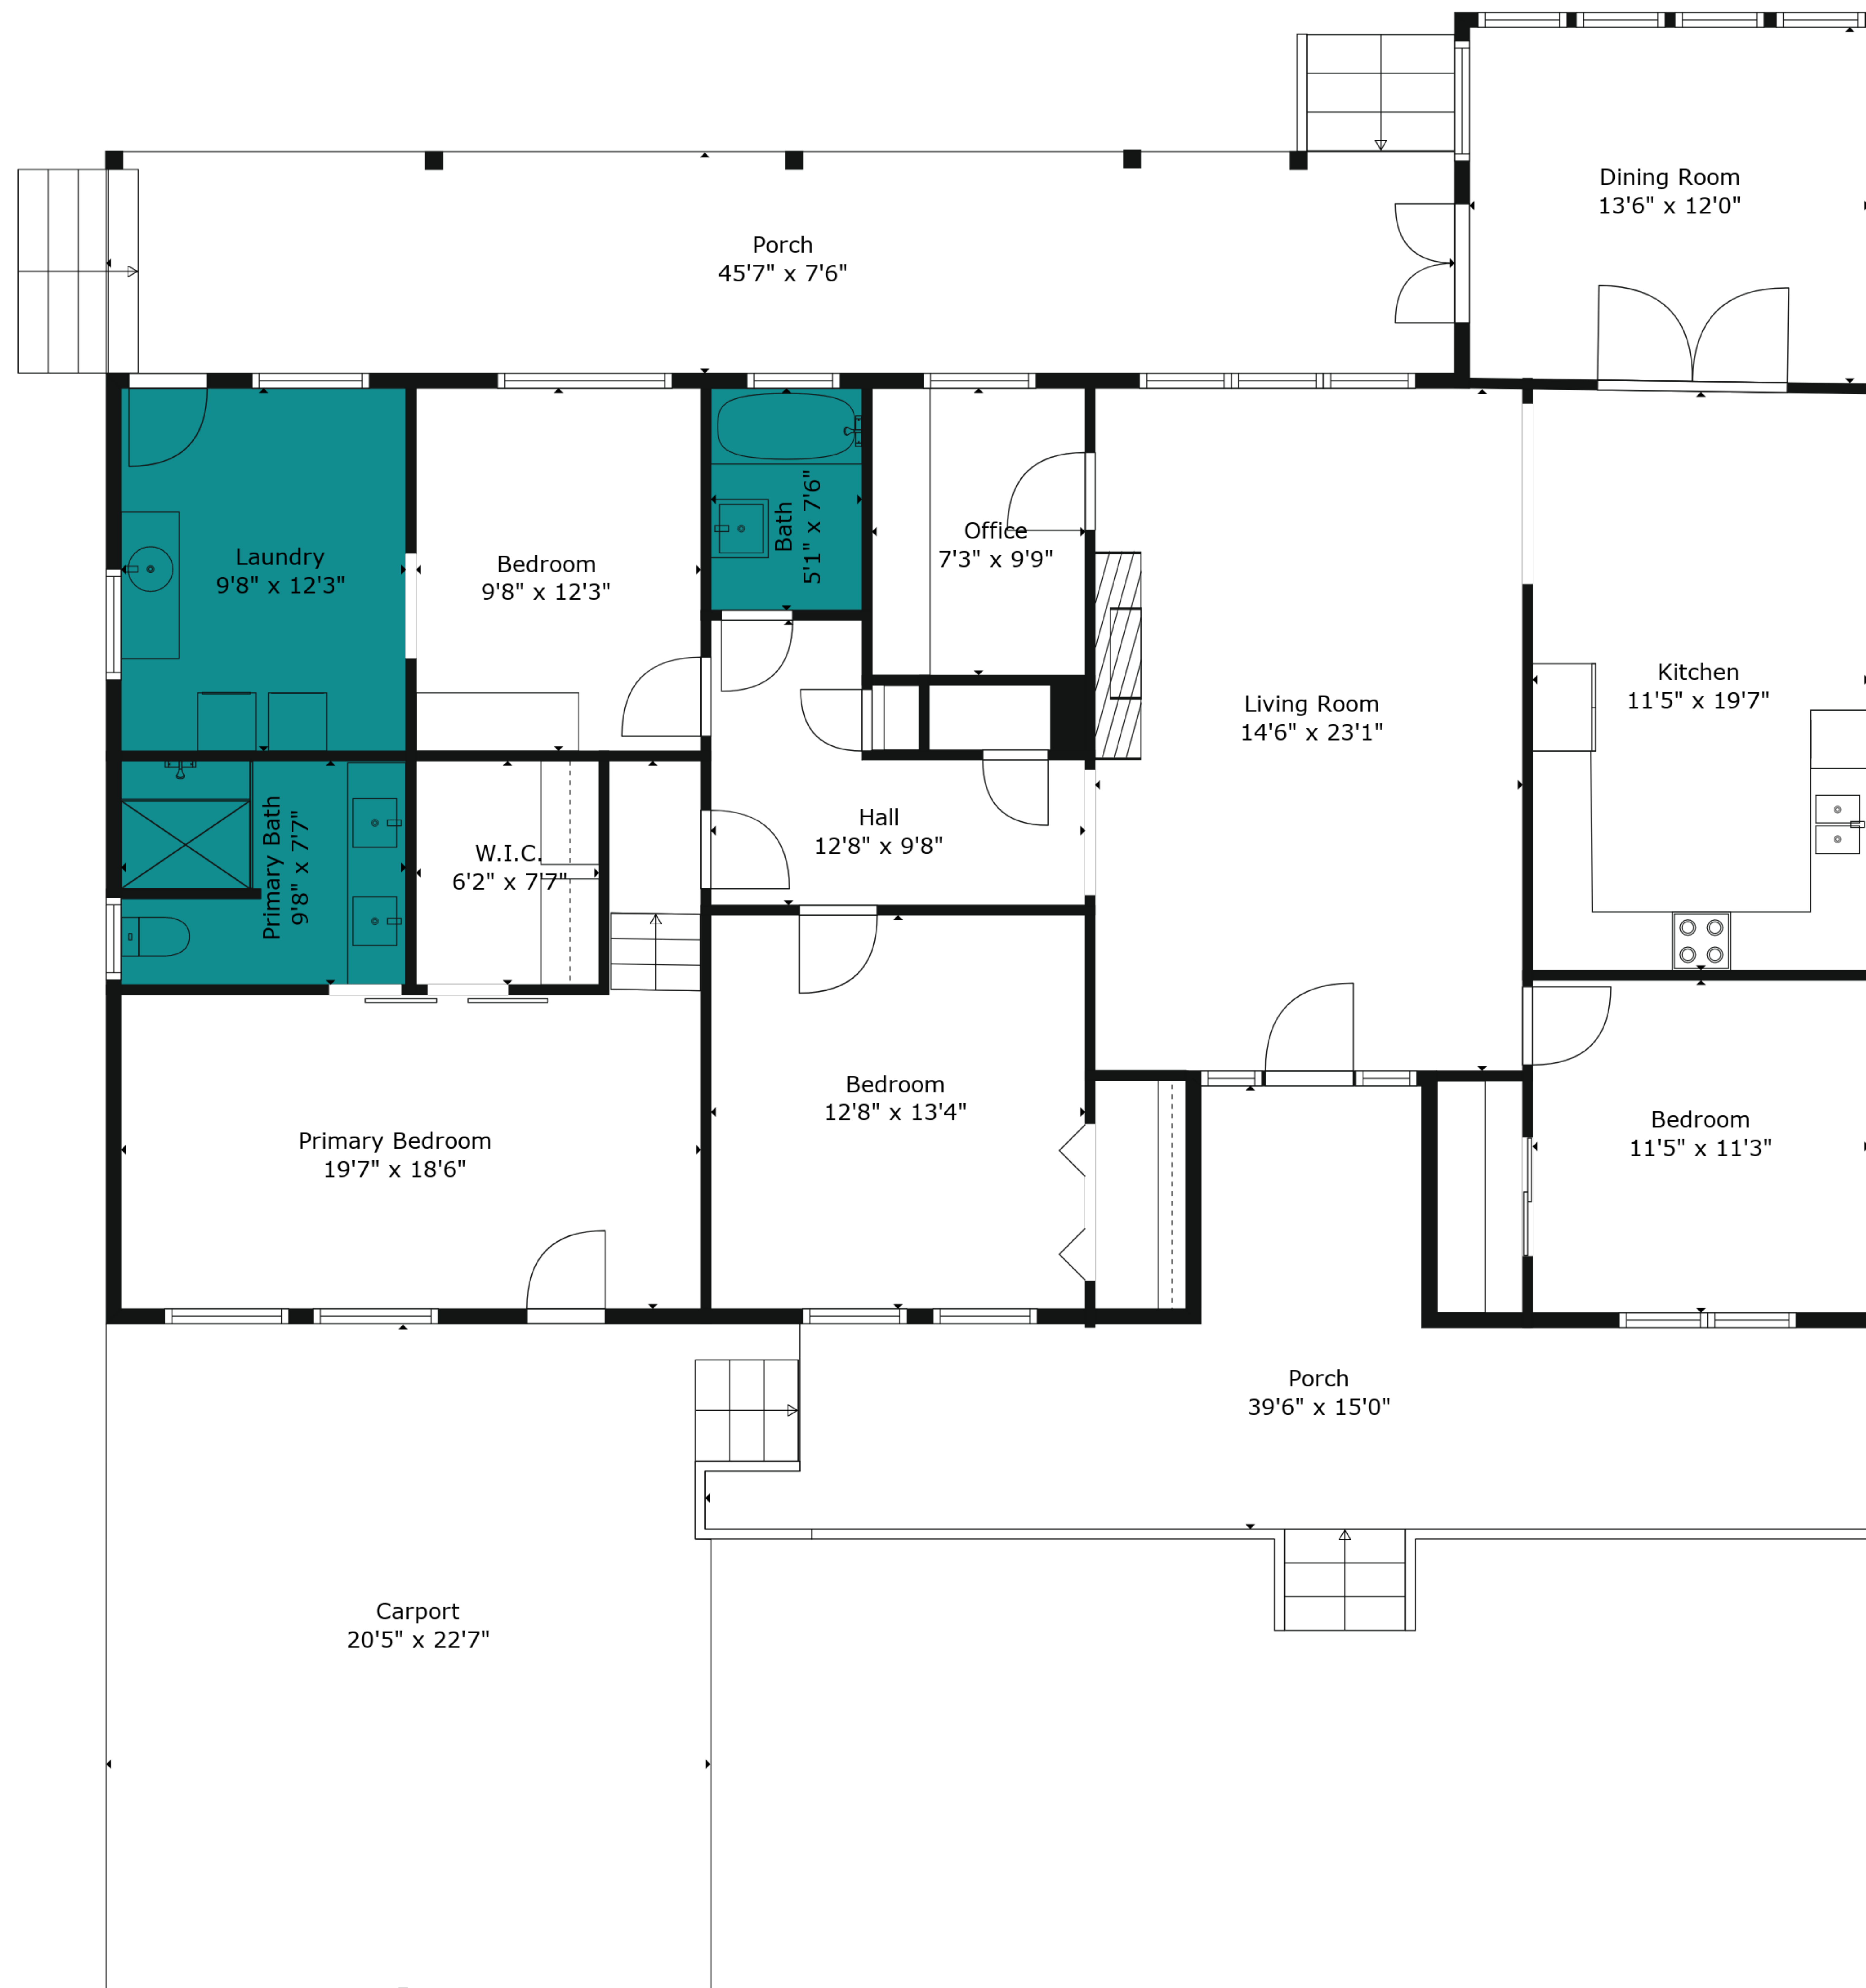 Dining Room
13'6" x 12'0"
Porch
45'7" x 7'6"
Laundry
9'8" x 12'3"
Bedroom
9'8" x 12'3"
Bath
5'1" x 7'6"
Office
7'3" x 9'9"
Living Room
14'6" x 23'1"
Kitchen
11'5" x 19'7"
Primary Bath
9'8" x 7'7"
W.I.C.
6'2" x 7'7"
Hall
12'8" x 9'8"
Primary Bedroom
19'7" x 18'6"
Bedroom
12'8" x 13'4"
Bedroom
11'5" x 11'3"
Porch
39'6" x 15'0"
Carport
20'5" x 22'7"